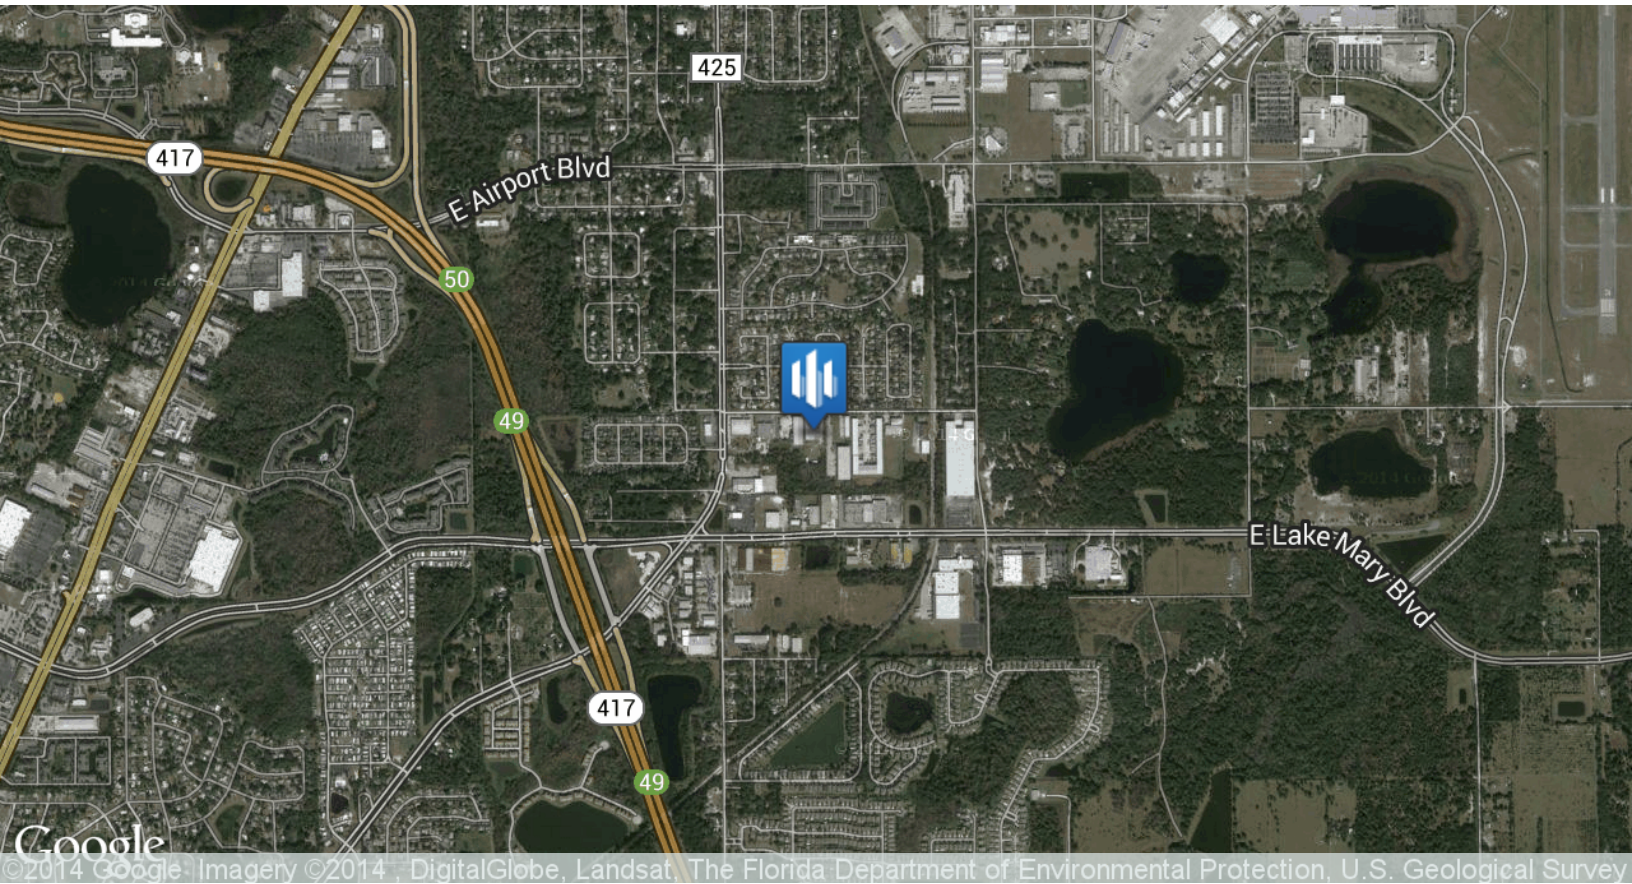 425
417
E Airport Blvd
50
49
E Lake Mary Blvd
417
49
Google
©2014 Google- Imagery ©2014 , DigitalGlobe, Landsat, The Florida Department of Environmental Protection, U.S. Geological Survey